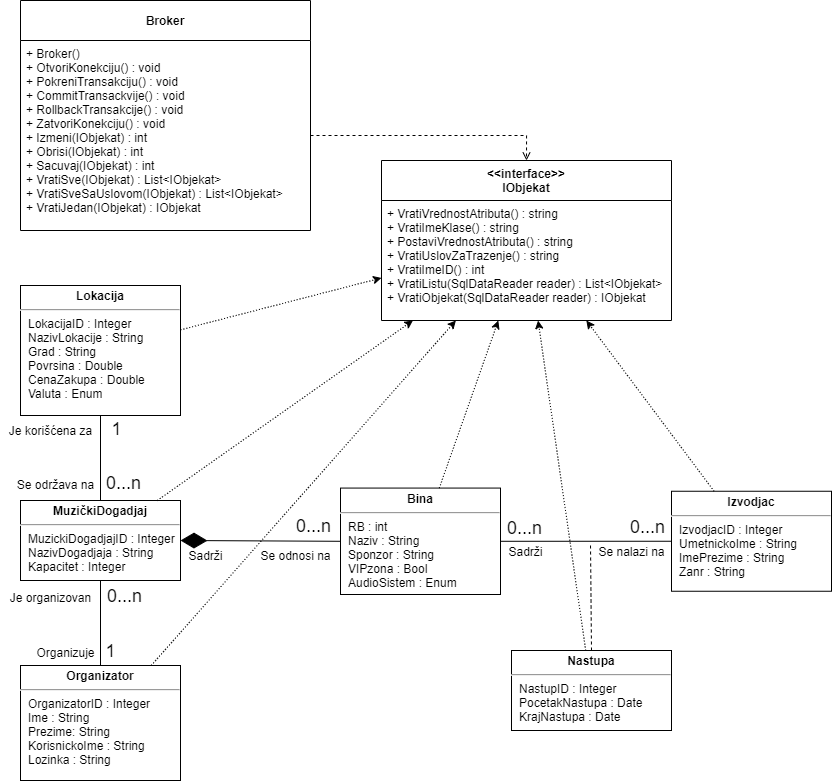 Broker
+ Broker()
+ OtvoriKonekciju() : void
+ PokreniTransakciju() : void
+ CommitTransackvije() : void
+ RollbackTransakcije() : void
+ ZatvoriKonekciju() : void
+ Izmeni(IObjekat) : int
+ Obrisi(IObjekat) : int
+ Sacuvaj(IObjekat) : int
+ VratiSve(IObjekat) : List<IObjekat>
+ VratiSveSaUslovom(IObjekat) : List<IObjekat>
+ VratiJedan(IObjekat) : IObjekat
<<interface>>
IObjekat
+ VratiVrednostAtributa() : string
+ VratiImeKlase() : string
+ PostaviVrednostAtributa() : string
+ VratiUslovZaTrazenje() : string
+ VratiImeID() : int
+ VratiListu(SqlDataReader reader) : List<IObjekat>
+ VratiObjekat(SqlDataReader reader) : IObjekat
Lokacija
LokacijaID : Integer
NazivLokacije : String
Grad : String
Povrsina : Double
CenaZakupa : Double
Valuta : Enum
Je korišćena za
1
Se održava na
0...n
MuzičkiDogadjaj
MuzickiDogadjajID : Integer
NazivDogadjaja : String
Kapacitet : Integer
Sadrži
0...n
Se odnosi na
Bina
RB : int
Naziv : String
Sponzor : String
VIPzona : Bool
AudioSistem : Enum
0...n
Sadrži
0...n
Se nalazi na
Izvodjac
IzvodjacID : Integer
UmetnickoIme : String
ImePrezime : String
Zanr : String
Je organizovan
0...n
Organizuje
1
Organizator
OrganizatorID : Integer
Ime : String
Prezime: String
KorisnickoIme : String
Lozinka : String
Nastupa
NastupID : Integer
PocetakNastupa : Date
KrajNastupa : Date